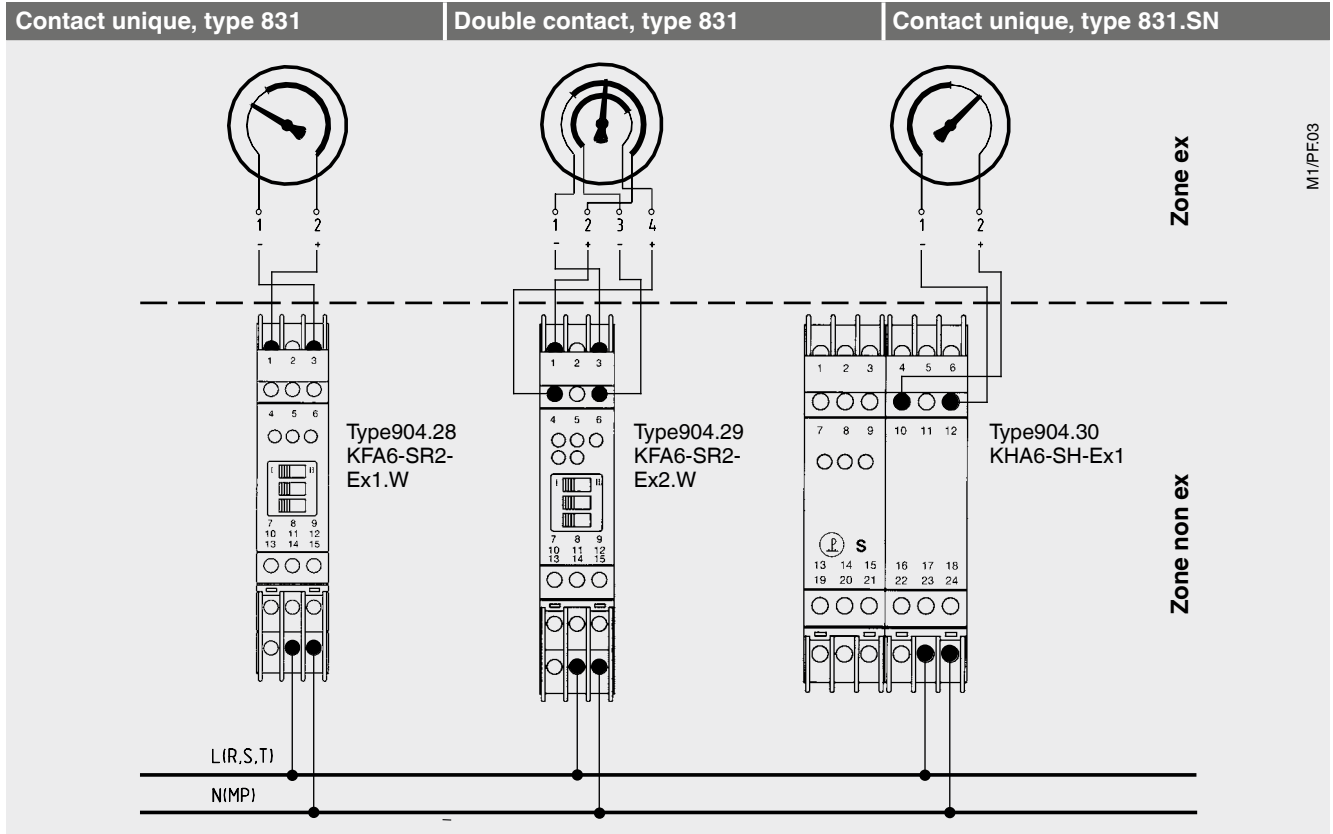 Contact unique, type 831
Double contact, type 831
Contact unique, type 831.SN
M1/PF.03
Zone ex
1 2
- +
1 2 3 4
- + - +
1 2
- +
1 2 3
4 5 6
Type904.28
KFA6-SR2-
Ex1.W
I II
7 8 9
10 11 12
13 14 15
1 2 3
4 5 6
Type904.29
KFA6-SR2-
Ex2.W
I II
7 8 9
10 11 12
13 14 15
1 2 3 4 5 6
7 8 9 10 11 12
Type904.30
KHA6-SH-Ex1
S
13 14 15 16 17 18
19 20 21 22 23 24
Zone non ex
L(R,S,T)
N(MP)